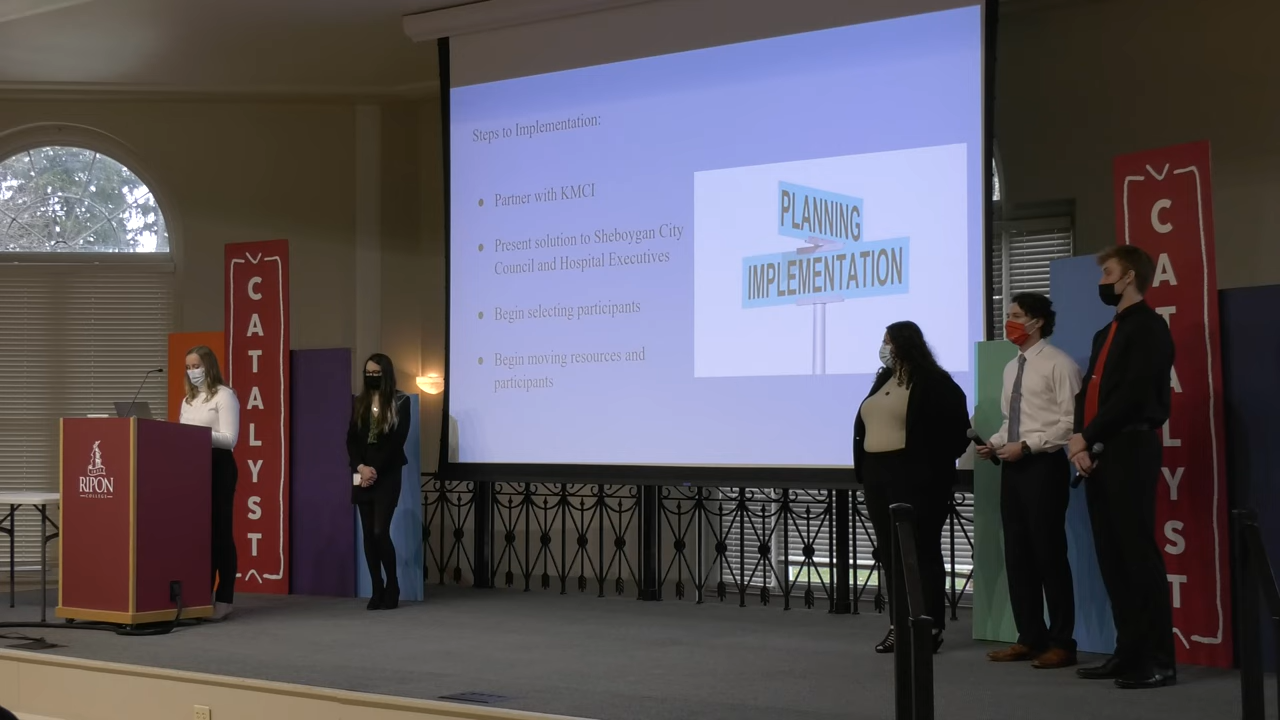 Steps to Implementation:
● Partner with KMCI
● Present solution to Sheboygan City
Council and Hospital Executives
● Begin selecting participants
● Begin moving resources and
participants
PLANNING
IMPLEMENTATION
CATALYST
CATALYST
RIPON
COLLEGE